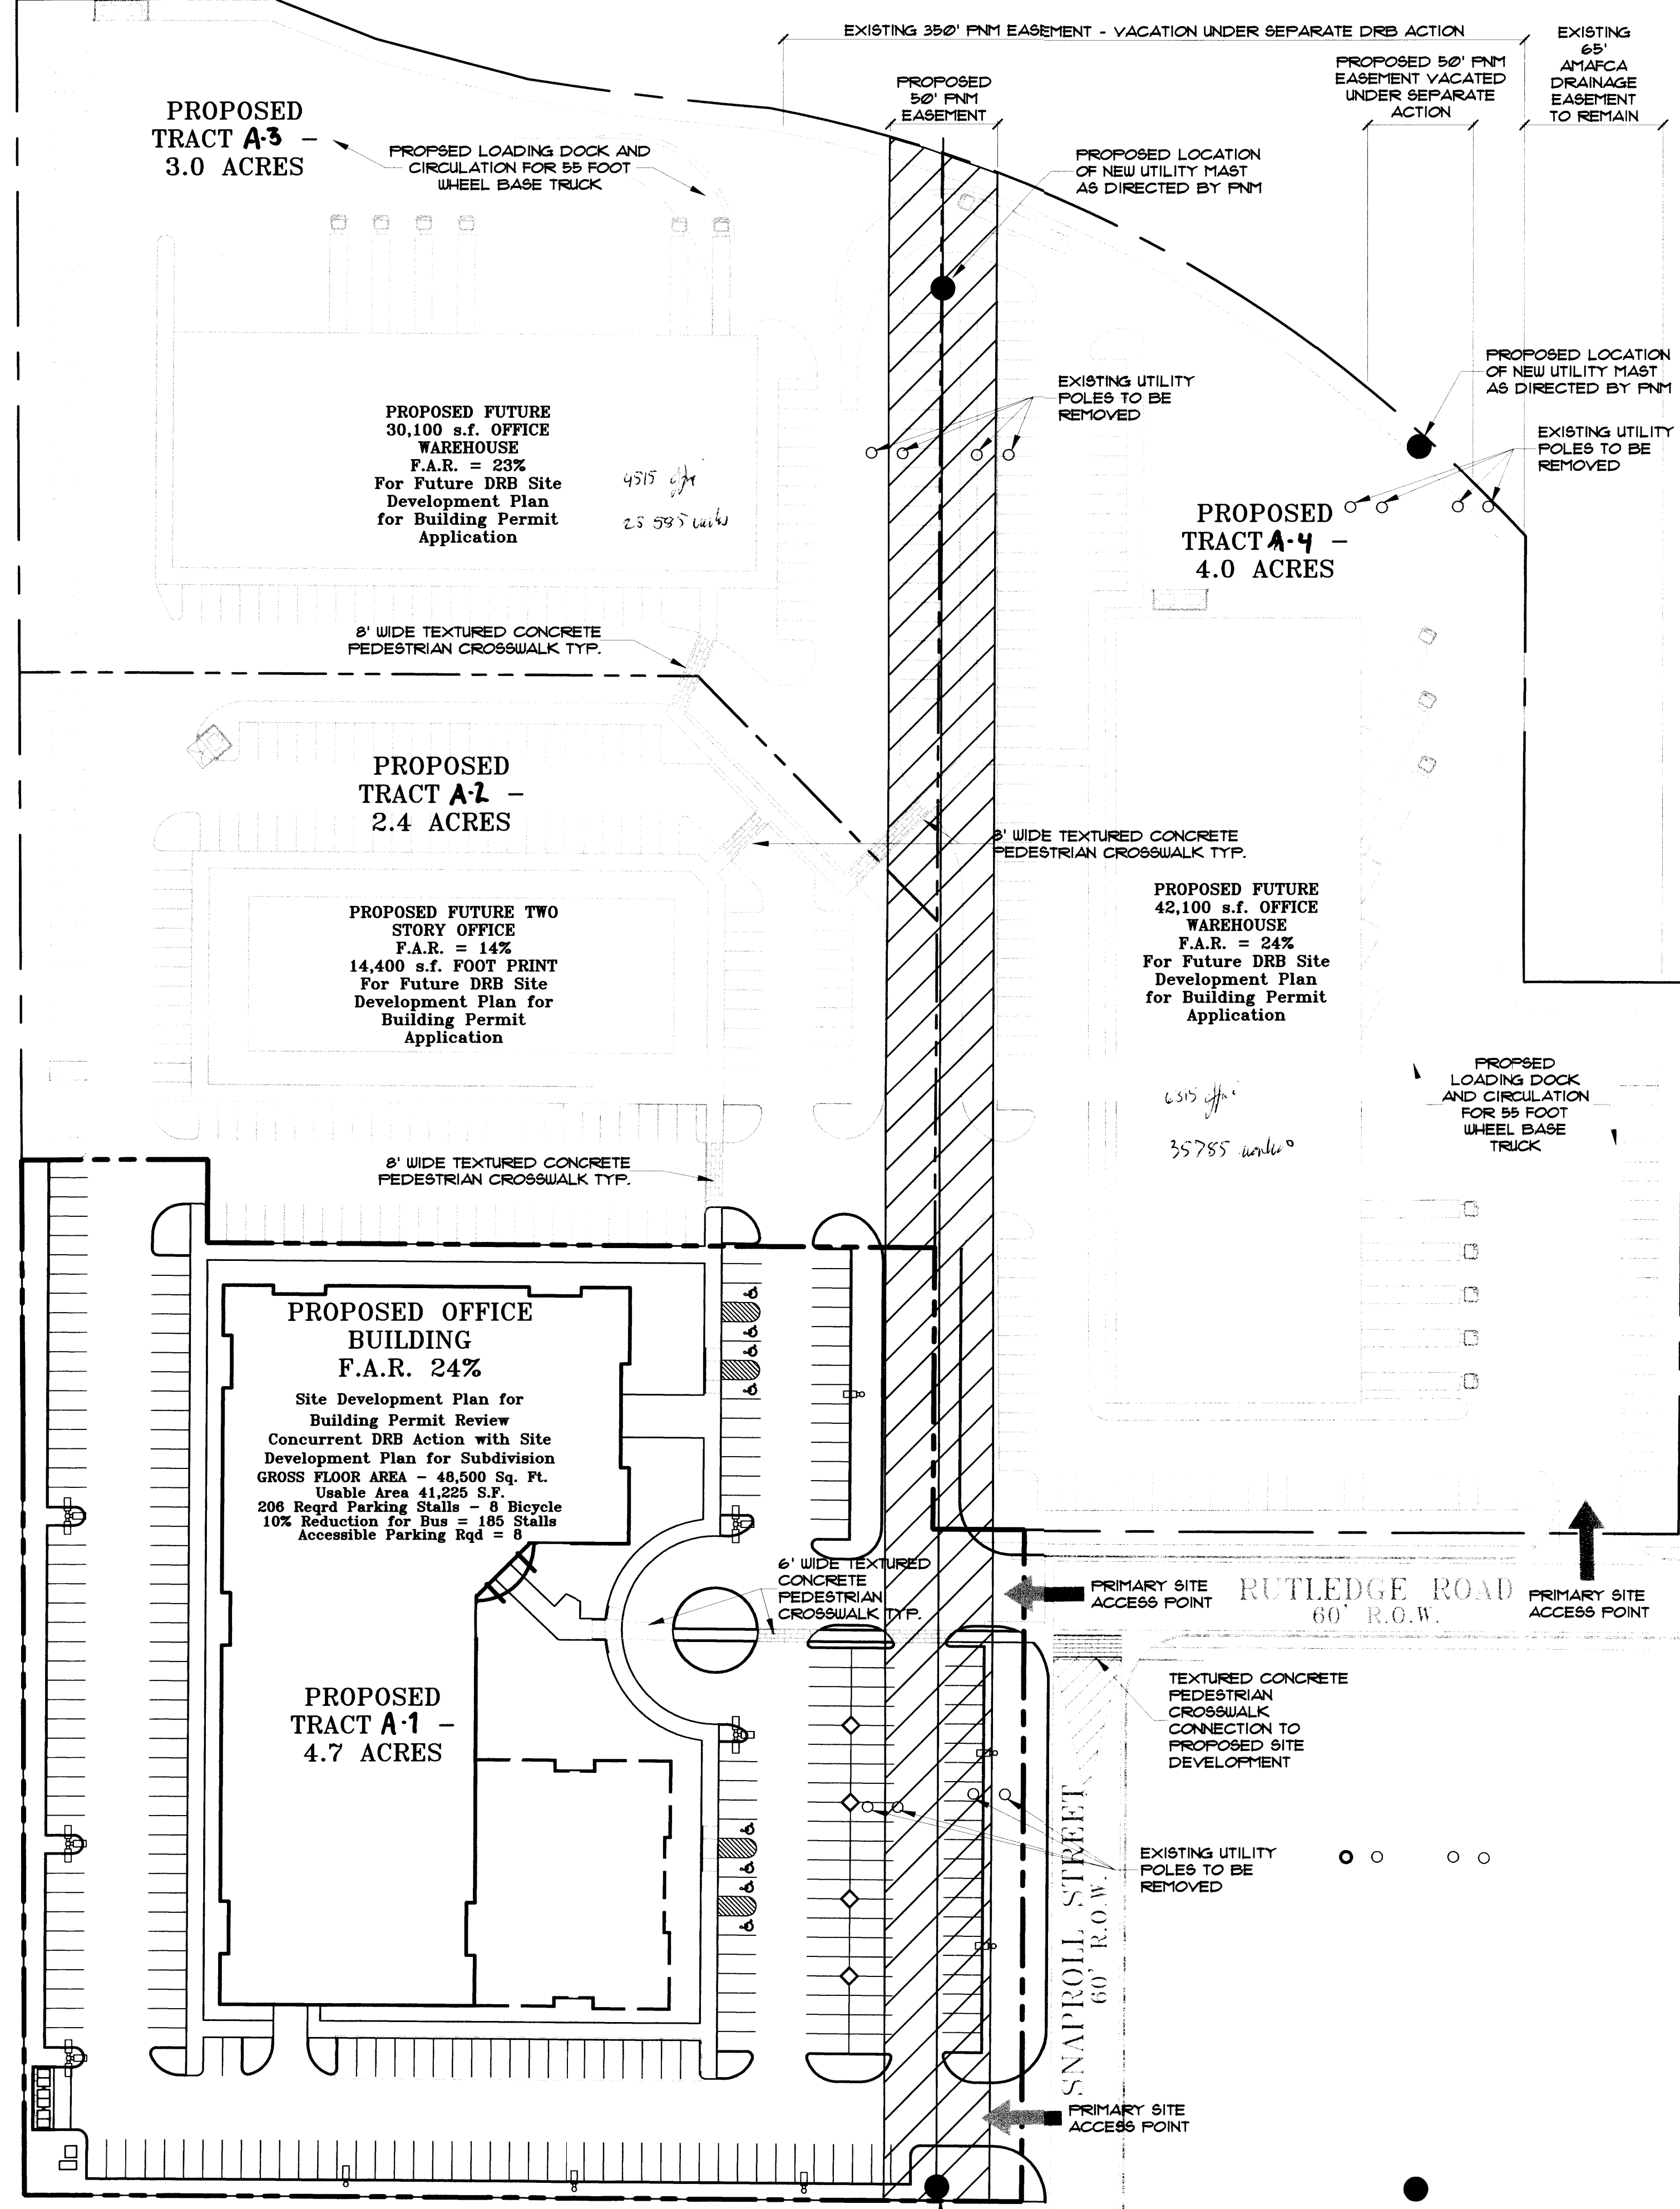 EXISTING 350' PNM EASEMENT - VACATION UNDER SEPARATE DRB ACTION
EXISTING
65'
AMAFCA
DRAINAGE
EASEMENT
TO REMAIN
PROPOSED 50' PNM
EASEMENT VACATED
UNDER SEPARATE
ACTION
PROPOSED
50' PNM
EASEMENT
PROPOSED
TRACT A-3 -
3.0 ACRES
PROPSED LOADING DOCK AND
CIRCULATION FOR 55 FOOT
WHEEL BASE TRUCK
PROPOSED LOCATION
OF NEW UTILITY MAST
AS DIRECTED BY PNM
PROPOSED LOCATION
OF NEW UTILITY MAST
AS DIRECTED BY PNM
EXISTING UTILITY
POLES TO BE
REMOVED
EXISTING UTILITY
POLES TO BE
REMOVED
PROPOSED FUTURE
30,100 s.f. OFFICE
WAREHOUSE
F.A.R. = 23%
For Future DRB Site
Development Plan
for Building Permit
Application
4515
25 585
PROPOSED
TRACT A-4 -
4.0 ACRES
8' WIDE TEXTURED CONCRETE
PEDESTRIAN CROSSWALK TYP.
PROPOSED
TRACT A-2 -
2.4 ACRES
8' WIDE TEXTURED CONCRETE
PEDESTRIAN CROSSWALK TYP.
PROPOSED FUTURE TWO
STORY OFFICE
F.A.R. = 14%
14,400 s.f. FOOT PRINT
For Future DRB Site
Development Plan for
Building Permit
Application
PROPOSED FUTURE
42,100 s.f. OFFICE
WAREHOUSE
F.A.R. = 24%
For Future DRB Site
Development Plan
for Building Permit
Application
6315
35785
PROPSED
LOADING DOCK
AND CIRCULATION
FOR 55 FOOT
WHEEL BASE
TRUCK
8' WIDE TEXTURED CONCRETE
PEDESTRIAN CROSSWALK TYP.
PROPOSED OFFICE
BUILDING
F.A.R. 24%
Site Development Plan for
Building Permit Review
Concurrent DRB Action with Site
Development Plan for Subdivision
GROSS FLOOR AREA - 48,500 Sq. Ft.
Usable Area 41,225 S.F.
206 Reqrd Parking Stalls - 8 Bicycle
10% Reduction for Bus = 185 Stalls
Accessible Parking Rqd = 8
6' WIDE TEXTURED
CONCRETE
PEDESTRIAN
CROSSWALK TYP.
PRIMARY SITE
ACCESS POINT
RUTLEDGE ROAD
60' R.O.W.
PRIMARY SITE
ACCESS POINT
PROPOSED
TRACT A-1 -
4.7 ACRES
TEXTURED CONCRETE
PEDESTRIAN
CROSSWALK
CONNECTION TO
PROPOSED SITE
DEVELOPMENT
SNAPROLL STREET
60' R.O.W.
EXISTING UTILITY
POLES TO BE
REMOVED
PRIMARY SITE
ACCESS POINT